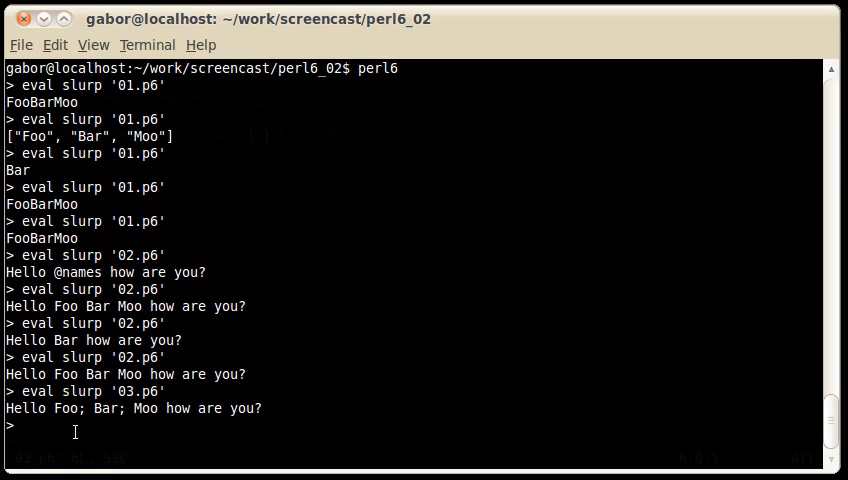 gabor@localhost: ~/work/screencast/perl6_02
File Edit View Terminal Help
gabor@localhost:~/work/screencast/perl6_02$ perl6
> eval slurp '01.p6'
FooBarMoo
> eval slurp '01.p6'
["Foo", "Bar", "Moo"]
> eval slurp '01.p6'
Bar
> eval slurp '01.p6'
FooBarMoo
> eval slurp '01.p6'
FooBarMoo
> eval slurp '02.p6'
Hello @names how are you?
> eval slurp '02.p6'
Hello Foo Bar Moo how are you?
> eval slurp '02.p6'
Hello Bar how are you?
> eval slurp '02.p6'
Hello Foo Bar Moo how are you?
> eval slurp '03.p6'
Hello Foo; Bar; Moo how are you?
>